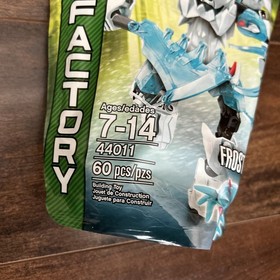 FACTORY
Ages/edades
7-14
44011
60 pcs/pzs
Building Toy
Jouet de Construction
Juguete para Construir
FROST